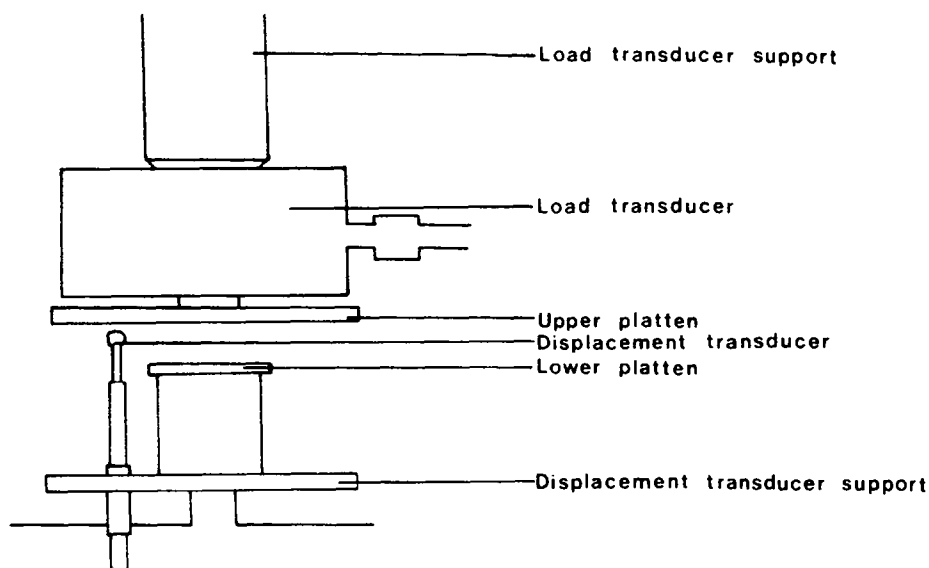 Load transducer support
Load transducer
Upper platten
Displacement transducer
Lower platten
Displacement transducer support